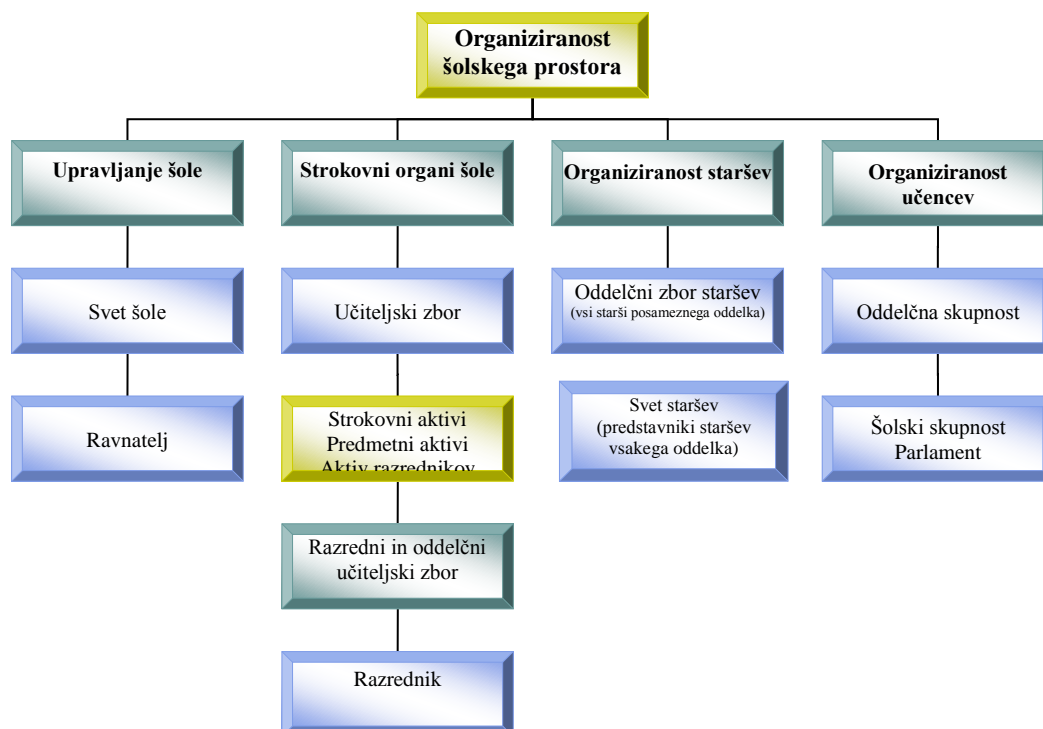 Organiziranost
šolskega prostora
Upravljanje šole
Strokovni organi šole
Organiziranost staršev
Organiziranost
učencev
Svet šole
Učiteljski zbor
Oddelčni zbor staršev
(vsi starši posameznega oddelka)
Oddelčna skupnost
Ravnatelj
Strokovni aktivi
Predmetni aktivi
Aktiv razrednikov
Svet staršev
(predstavniki staršev
vsakega oddelka)
Šolski skupnost
Parlament
Razredni in oddelčni
učiteljski zbor
Razrednik